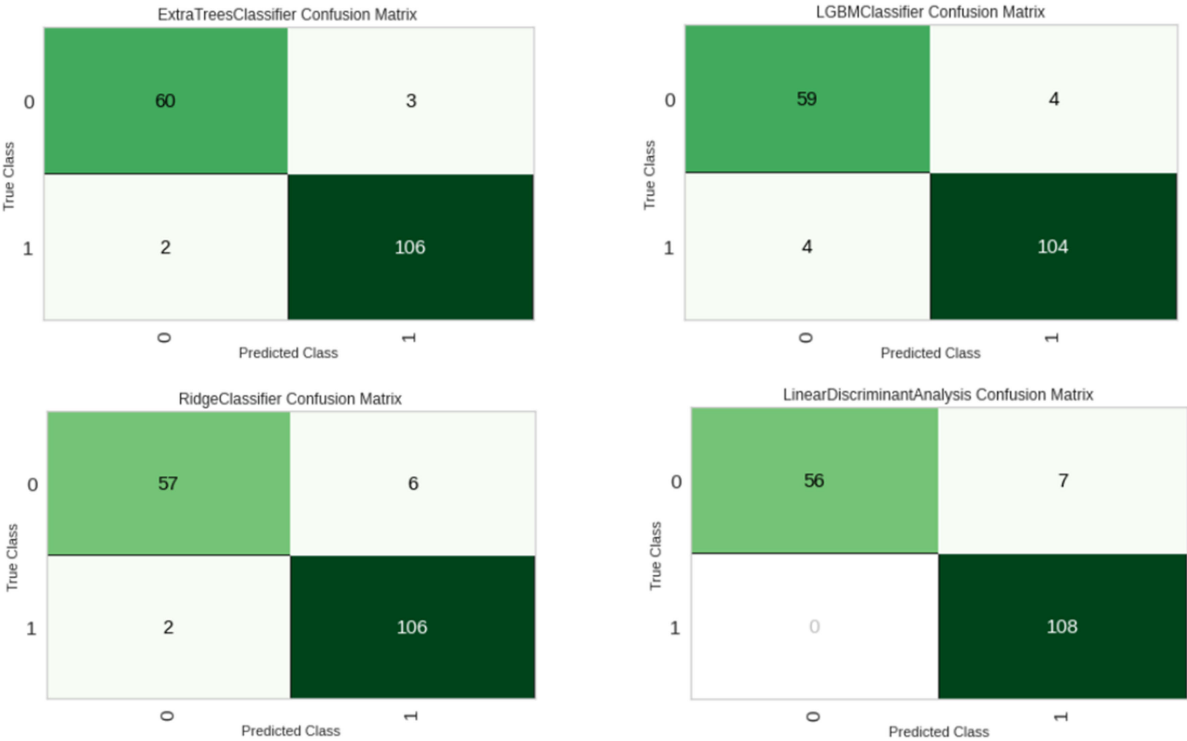 ExtraTreesClassifier Confusion Matrix
0
60
3
True Class
1
2
106
0
1
Predicted Class
LGBMClassifier Confusion Matrix
0
59
4
True Class
1
4
104
0
1
Predicted Class
RidgeClassifier Confusion Matrix
0
57
6
True Class
1
2
106
0
1
Predicted Class
LinearDiscriminantAnalysis Confusion Matrix
0
56
7
True Class
1
0
108
0
1
Predicted Class